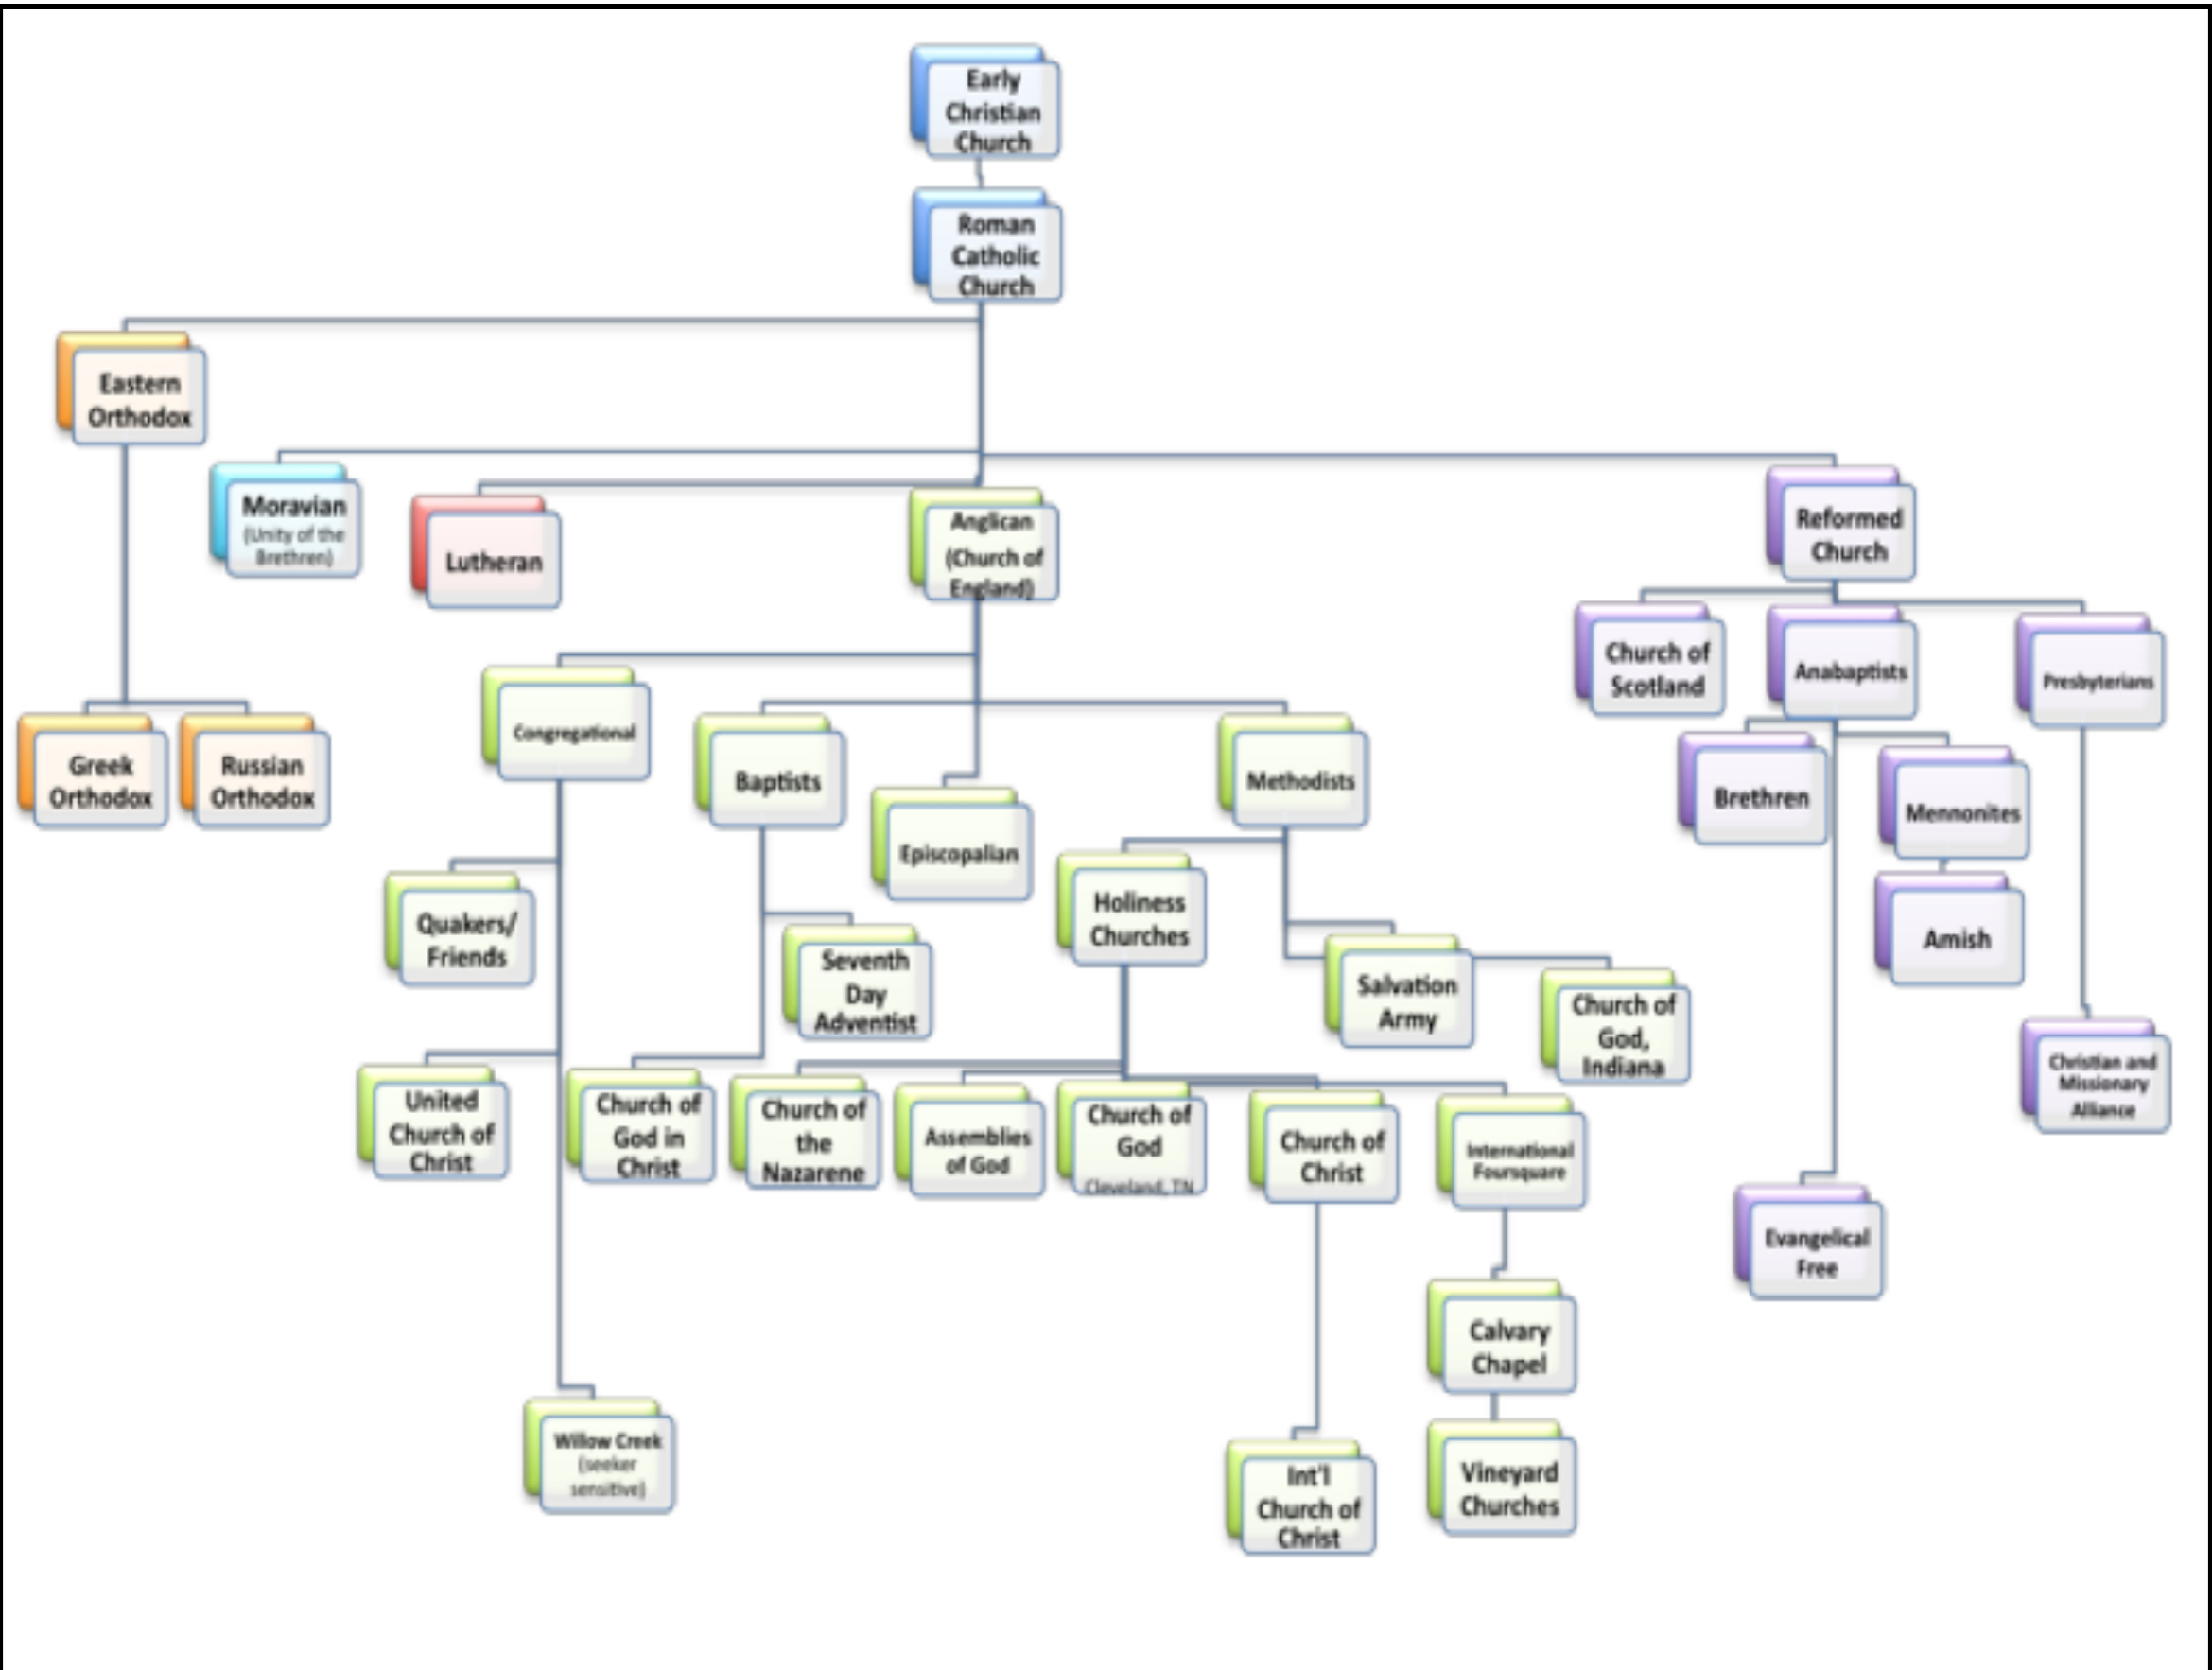 Early
Christian
Church
Roman
Catholic
Church
Eastern
Orthodox
Moravian
(Unity of the
Brethren)
Lutheran
Anglican
(Church of
England)
Reformed
Church
Church of
Scotland
Anabaptists
Presbyterians
Greek
Orthodox
Russian
Orthodox
Congregational
Baptists
Episcopalian
Methodists
Brethren
Mennonites
Amish
Quakers/
Friends
Seventh
Day
Adventist
Holiness
Churches
Salvation
Army
Church of
God,
Indiana
Christian and
Missionary
Alliance
United
Church of
Christ
Church of
God in
Christ
Church of
the
Nazarene
Assemblies
of God
Church of
God
Cleveland, TN
Church of
Christ
International
Foursquare
Evangelical
Free
Calvary
Chapel
Willow Creek
(seeker
sensitive)
Int'l
Church of
Christ
Vineyard
Churches